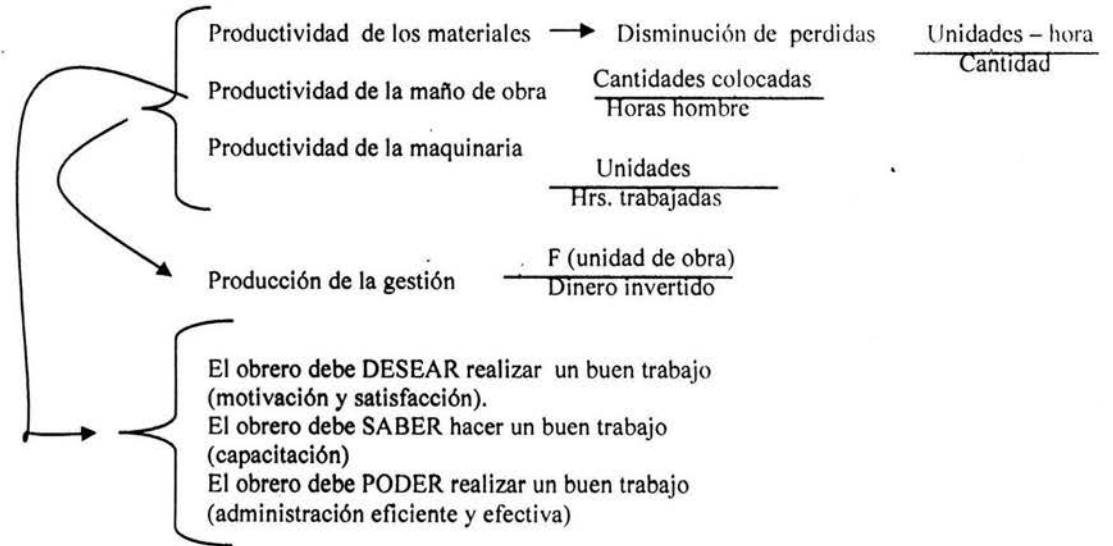 Productividad de los materiales → Disminución de perdidas Unidades – hora
Cantidad
Productividad de la maño de obra Cantidades colocadas
Horas hombre
Productividad de la maquinaria
Unidades
Hrs. trabajadas
Producción de la gestión F (unidad de obra)
Dinero invertido
El obrero debe DESEAR realizar un buen trabajo
(motivación y satisfacción).
El obrero debe SABER hacer un buen trabajo
(capacitación)
El obrero debe PODER realizar un buen trabajo
(administración eficiente y efectiva)